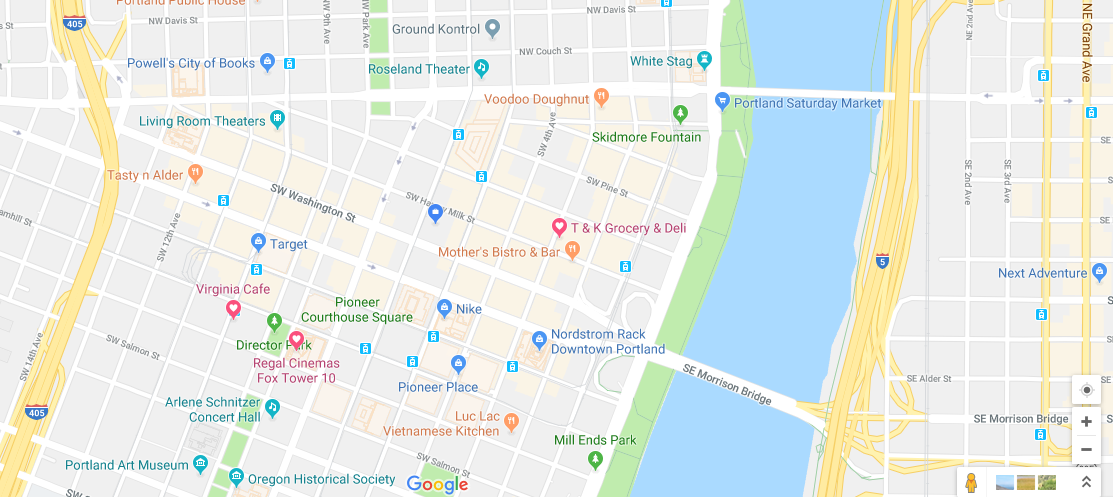 Portland Public House
NW Davis St
NW Davis St
405
NW 9th Ave
NW Park Ave
Ground Kontrol
NW Couch St
NE 2nd Ave
NE Grand Ave
Powell's City of Books
Roseland Theater
White Stag
Voodoo Doughnut
Portland Saturday Market
Living Room Theaters
SW 4th Ave
Skidmore Fountain
Tasty n Alder
SW Washington St
SW Pine St
SE 2nd Ave
SE 3rd Ave
SW Harvey Milk St
SW 12th Ave
T & K Grocery & Deli
Target
Mother's Bistro & Bar
5
Next Adventure
Virginia Cafe
Pioneer
Courthouse Square
Nike
SW 14th Ave
SW Salmon St
Director Park
Nordstrom Rack
Downtown Portland
Regal Cinemas
Fox Tower 10
SE Morrison Bridge
SE Alder St
Pioneer Place
405
Arlene Schnitzer
Concert Hall
Luc Lac
Vietnamese Kitchen
SE Morrison Bridge
Mill Ends Park
Portland Art Museum
SW Salmon St
Oregon Historical Society
Google